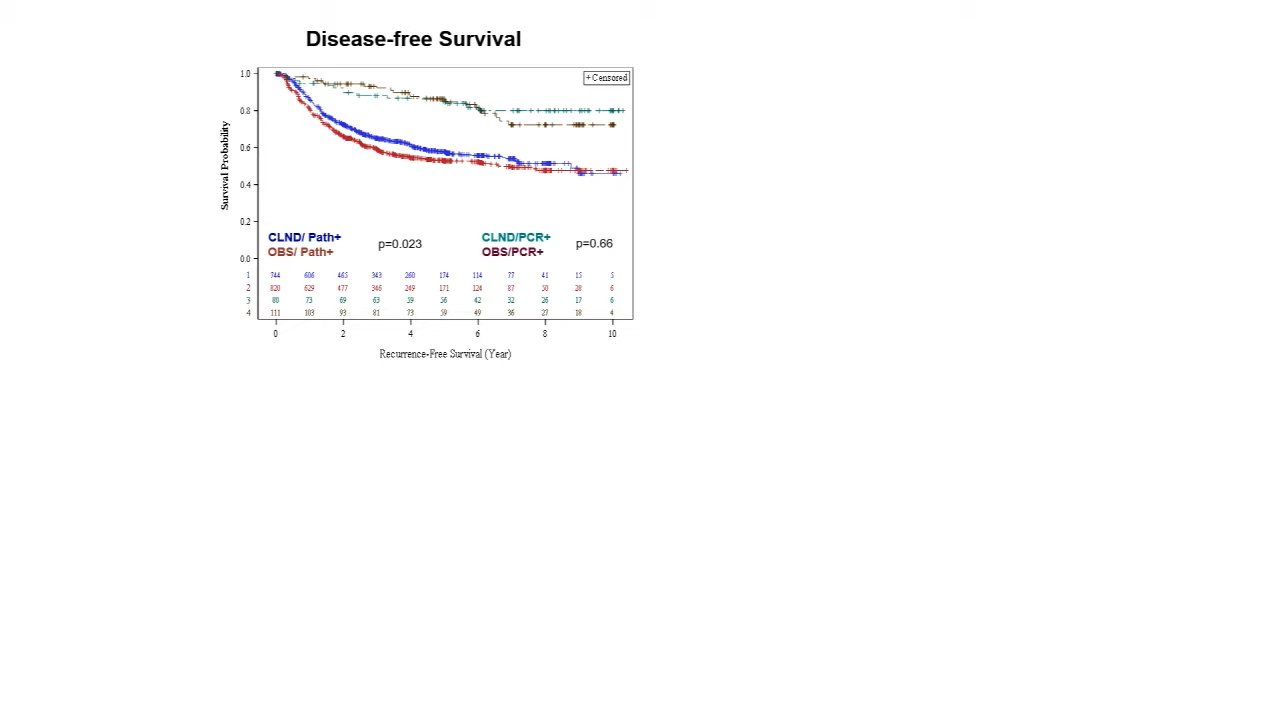 Disease-free Survival
+ Censored
Survival Probability
1.0
0.8
0.6
0.4
0.2
0.0
CLND/ Path+
OBS/ Path+
p=0.023
CLND/PCR+
OBS/PCR+
p=0.66
1 744 606 465 343 260 174 114 77 41 15 5
2 820 629 477 346 249 171 124 87 50 28 6
3 80 73 69 63 59 56 42 32 26 17 6
4 111 103 93 81 73 59 49 36 27 18 4
0 2 4 6 8 10
Recurrence-Free Survival (Year)